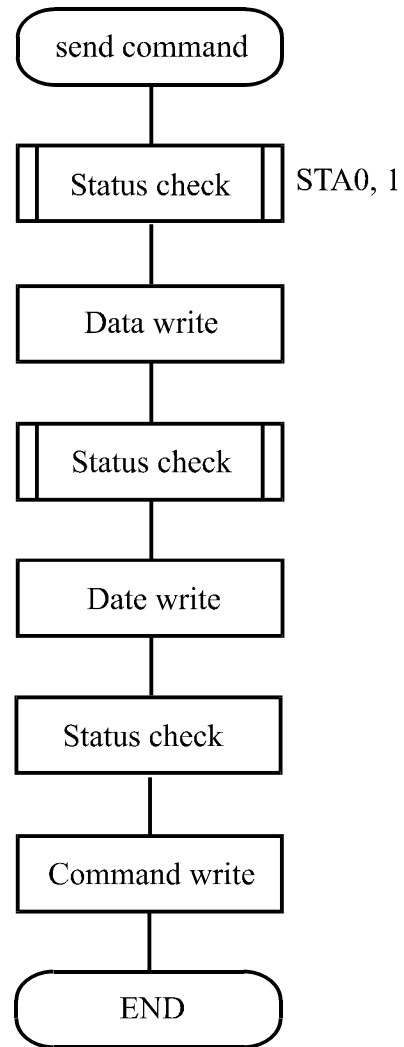 send command
Status check
STA0, 1
Data write
Status check
Date write
Status check
Command write
END